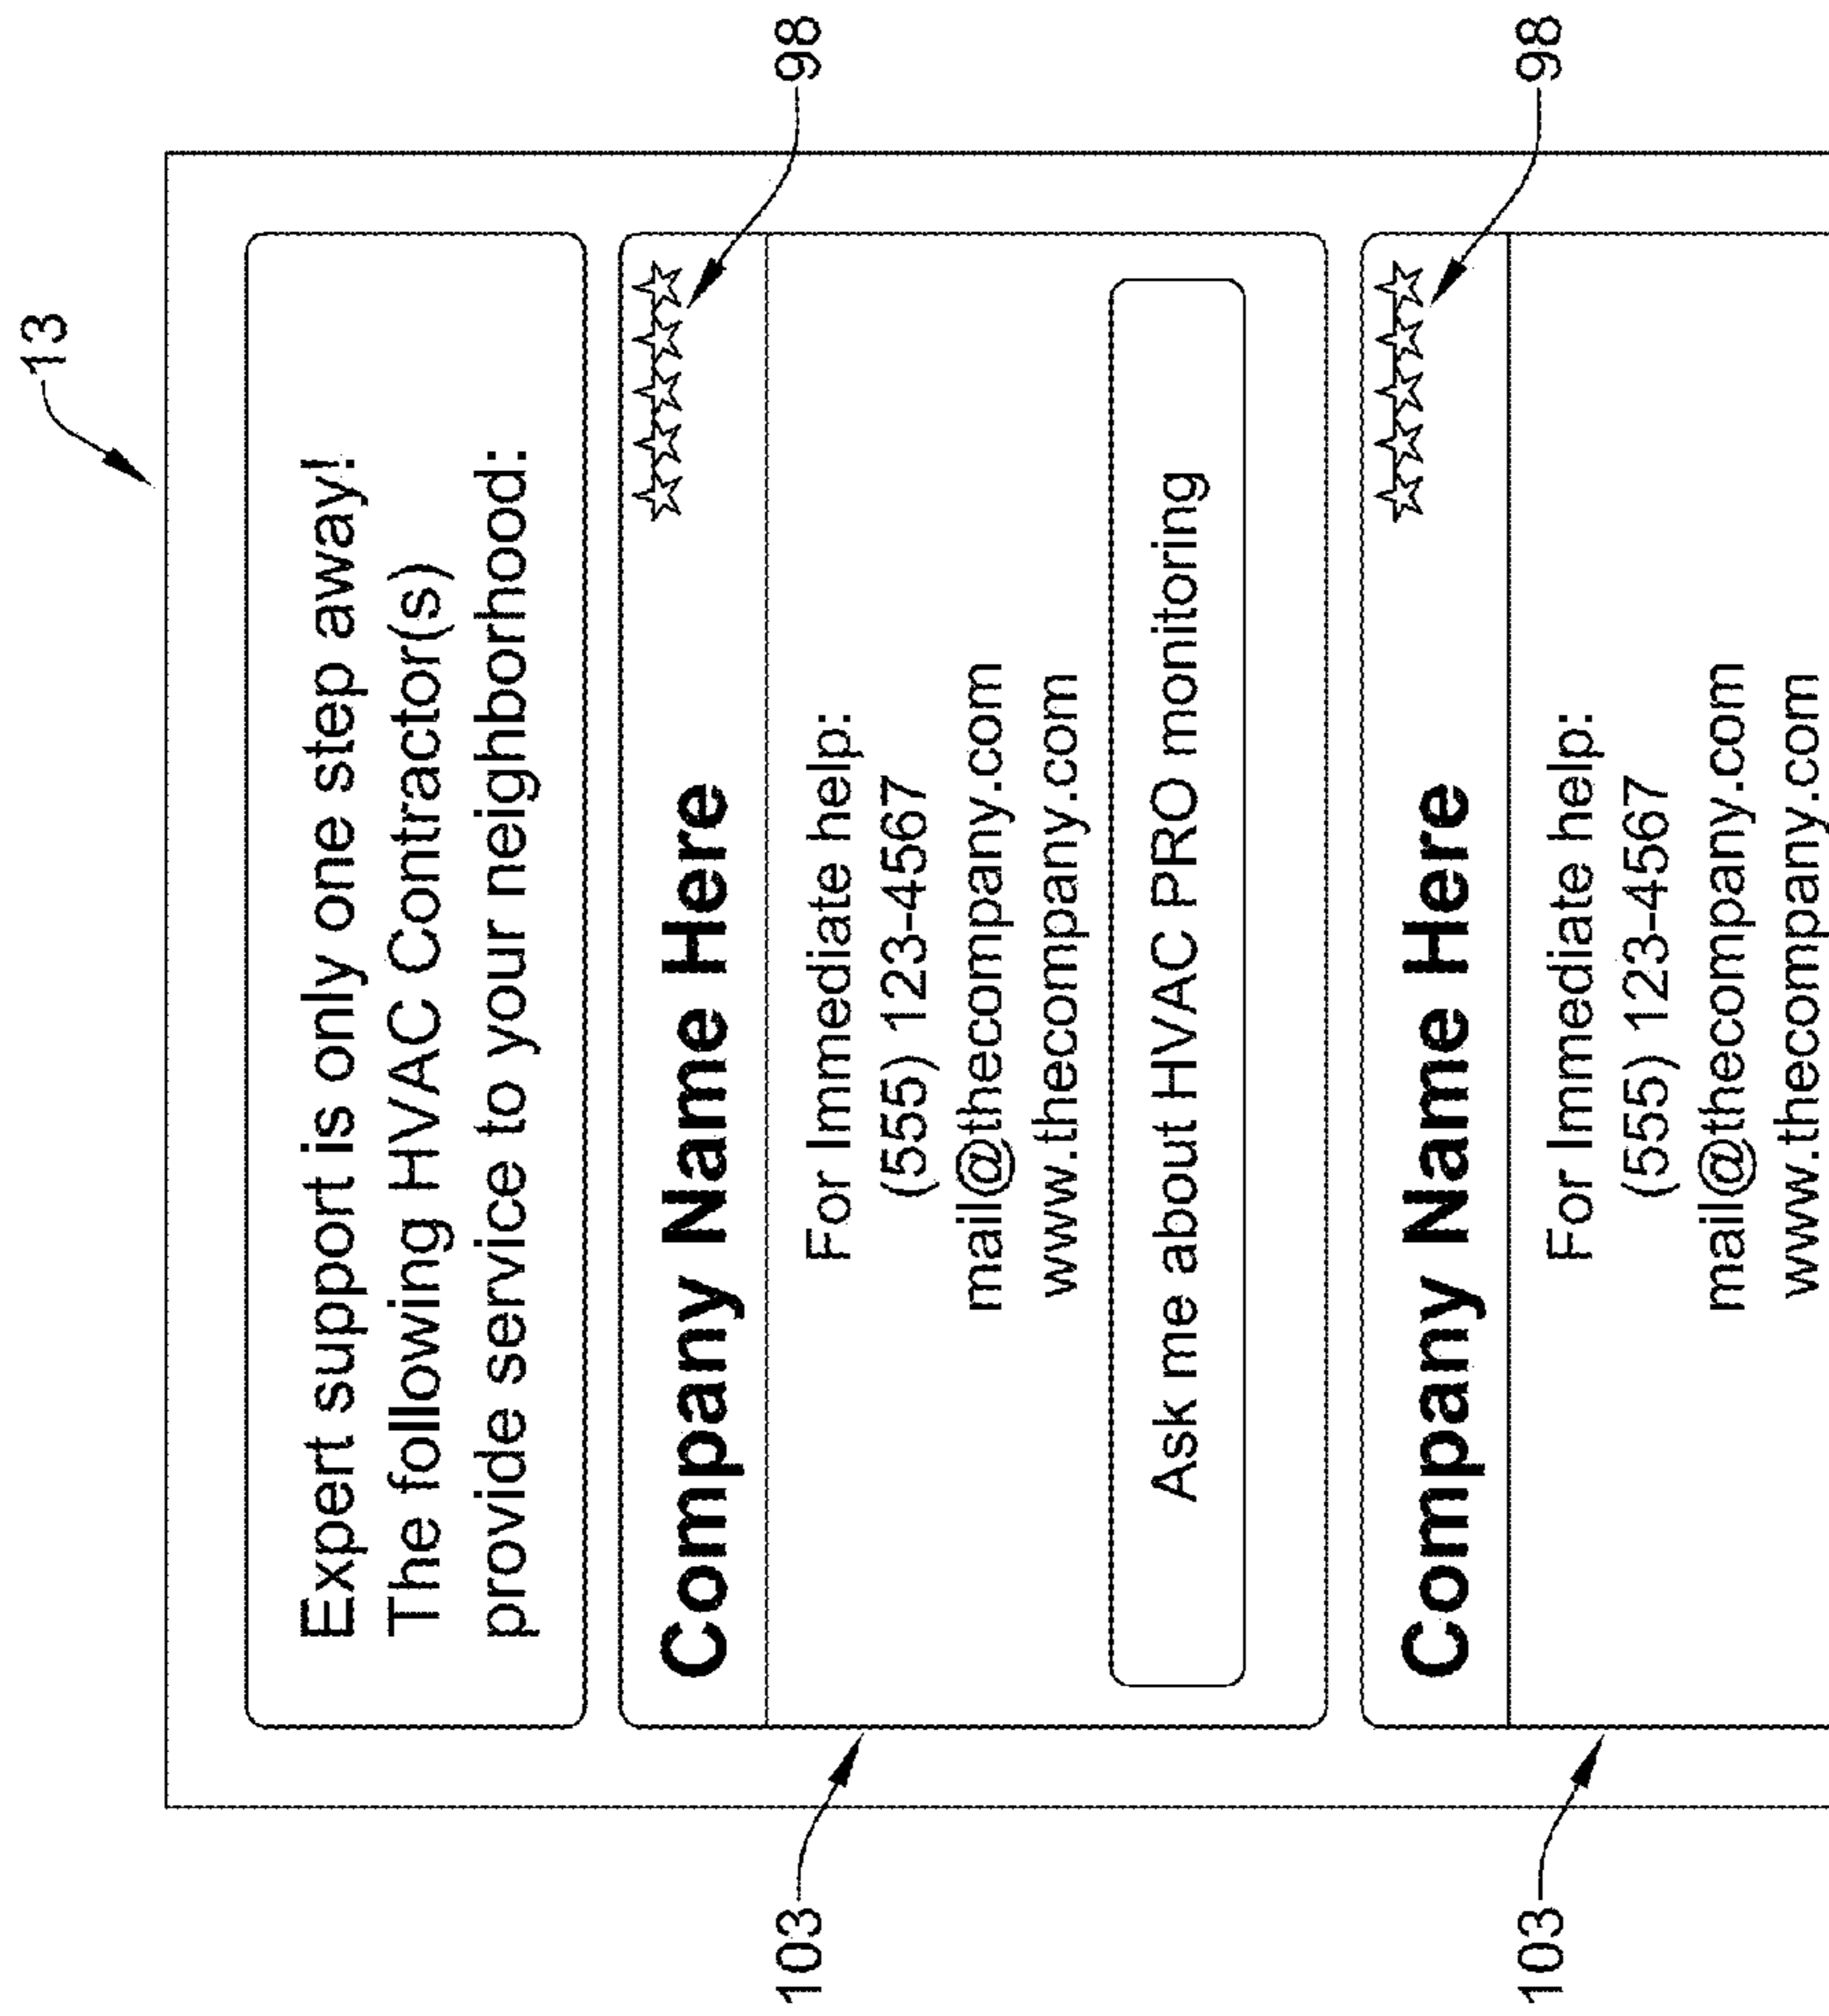 13
Expert support is only one step away!
The following HVAC Contractor(s)
provide service to your neighborhood:
Company Name Here
98
103
For Immediate help:
(555) 123-4567
mail@thecompany.com
www.thecompany.com
Ask me about HVAC PRO monitoring
Company Name Here
98
103
For Immediate help:
(555) 123-4567
mail@thecompany.com
www.thecompany.com